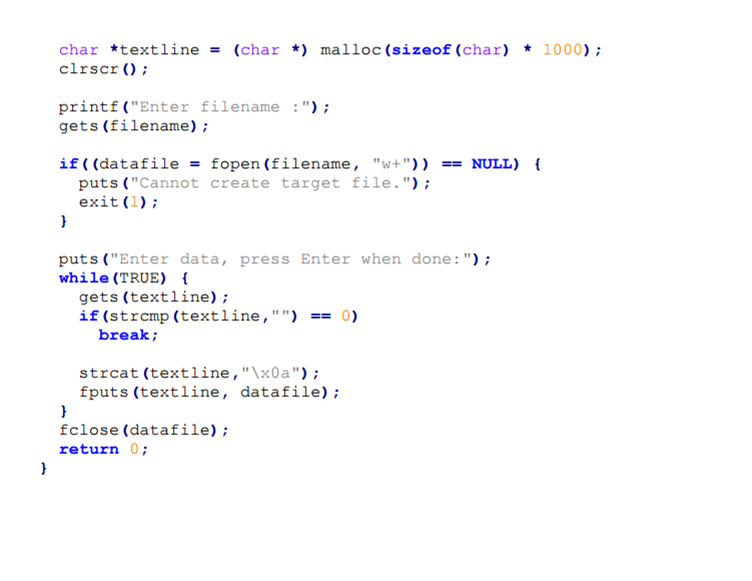 char *textline = (char *) malloc(sizeof(char) * 1000);
clrscr();
printf("Enter filename :");
gets(filename);
if((datafile = fopen(filename, "w+")) == NULL) {
puts("Cannot create target file.");
exit(1);
}
puts("Enter data, press Enter when done:");
while(TRUE) {
gets(textline);
if(strcmp(textline,"") == 0)
break;
strcat(textline,"\x0a");
fputs(textline, datafile);
}
fclose(datafile);
return 0;
}